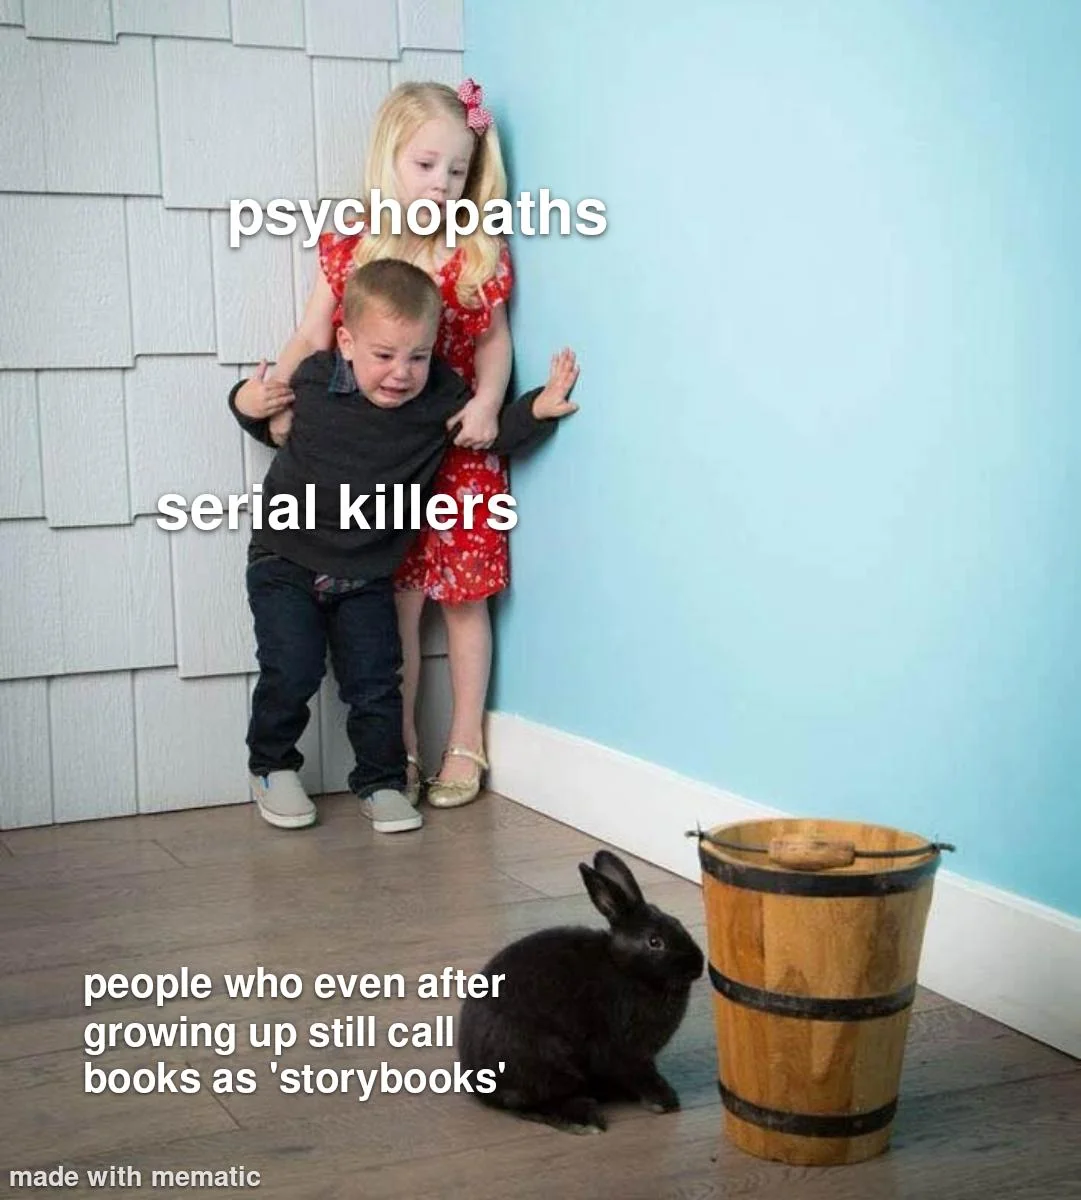 psychopaths
serial killers
people who even after
growing up still call
books as 'storybooks'
made with mematic